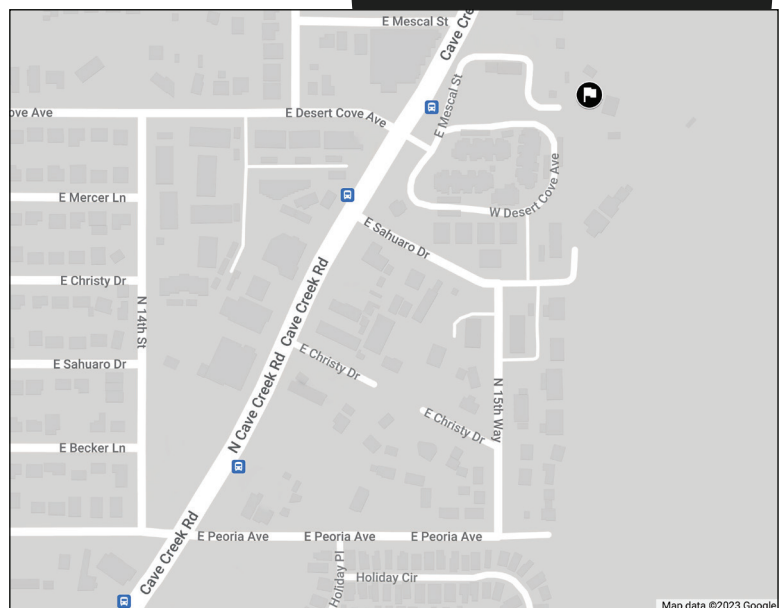 E Mescal St
Cave Cre
E Mescal St
ove Ave
E Desert Cove Ave
E Mercer Ln
W Desert Cove Ave
E Sahuaro Dr
E Christy Dr
N 14th St
N Cave Creek Rd
Cave Creek Rd
E Christy Dr
E Sahuaro Dr
N 15th Way
E Christy Dr
E Becker Ln
Cave Creek Rd
E Peoria Ave
E Peoria Ave
E Peoria Ave
Holiday Pl
Holiday Cir
Map data ©2023 Google